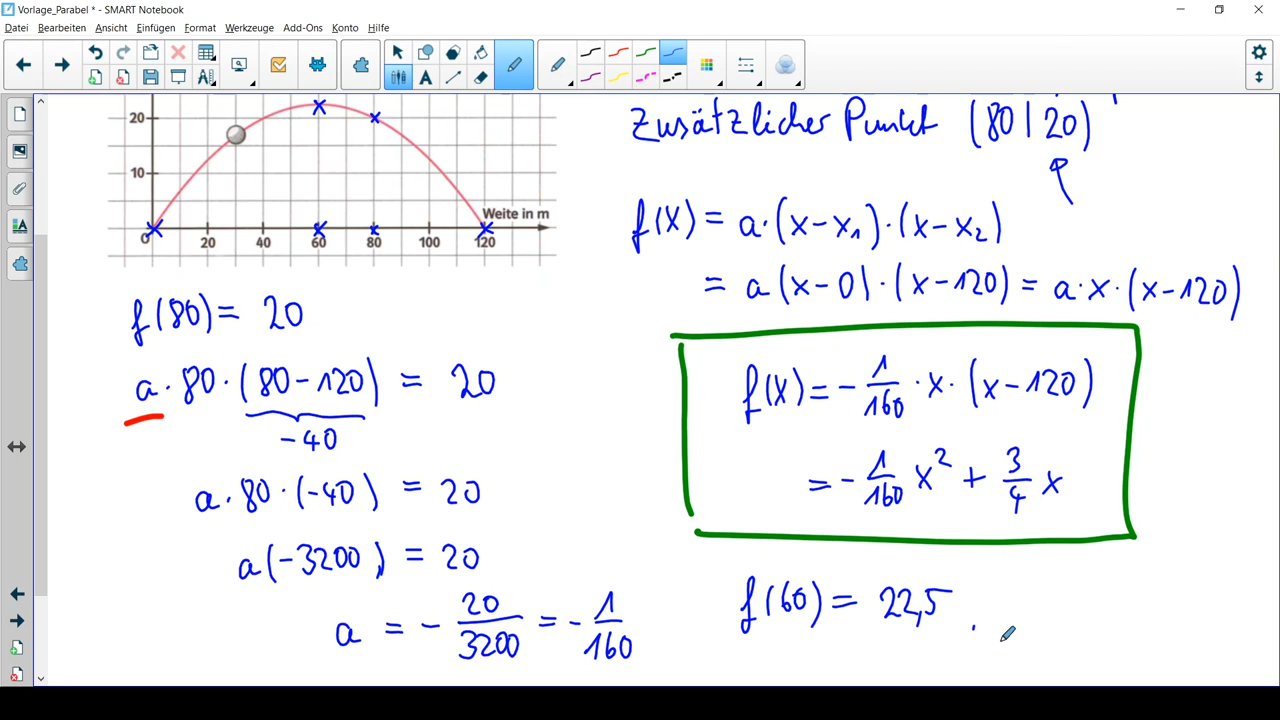 Vorlage_Parabel * - SMART Notebook
Datei Bearbeiten Ansicht Einfügen Format Werkzeuge Add-Ons Konto Hilfe
20
10
0 20 40 60 80 100 120
Weite in m
f(80) = 20
a · 80 · (80 - 120) = 20
- 40
a · 80 · (-40) = 20
a(-3200) = 20
a = - 20/3200 = - 1/160
Zusätzlicher Punkt (80 | 20)
f(x) = a · (x - x₁) · (x - x₂)
= a (x - 0) · (x - 120) = a · x · (x - 120)
f(x) = - 1/160 · x · (x - 120)
= - 1/160 x² + 3/4 x
f(60) = 22,5